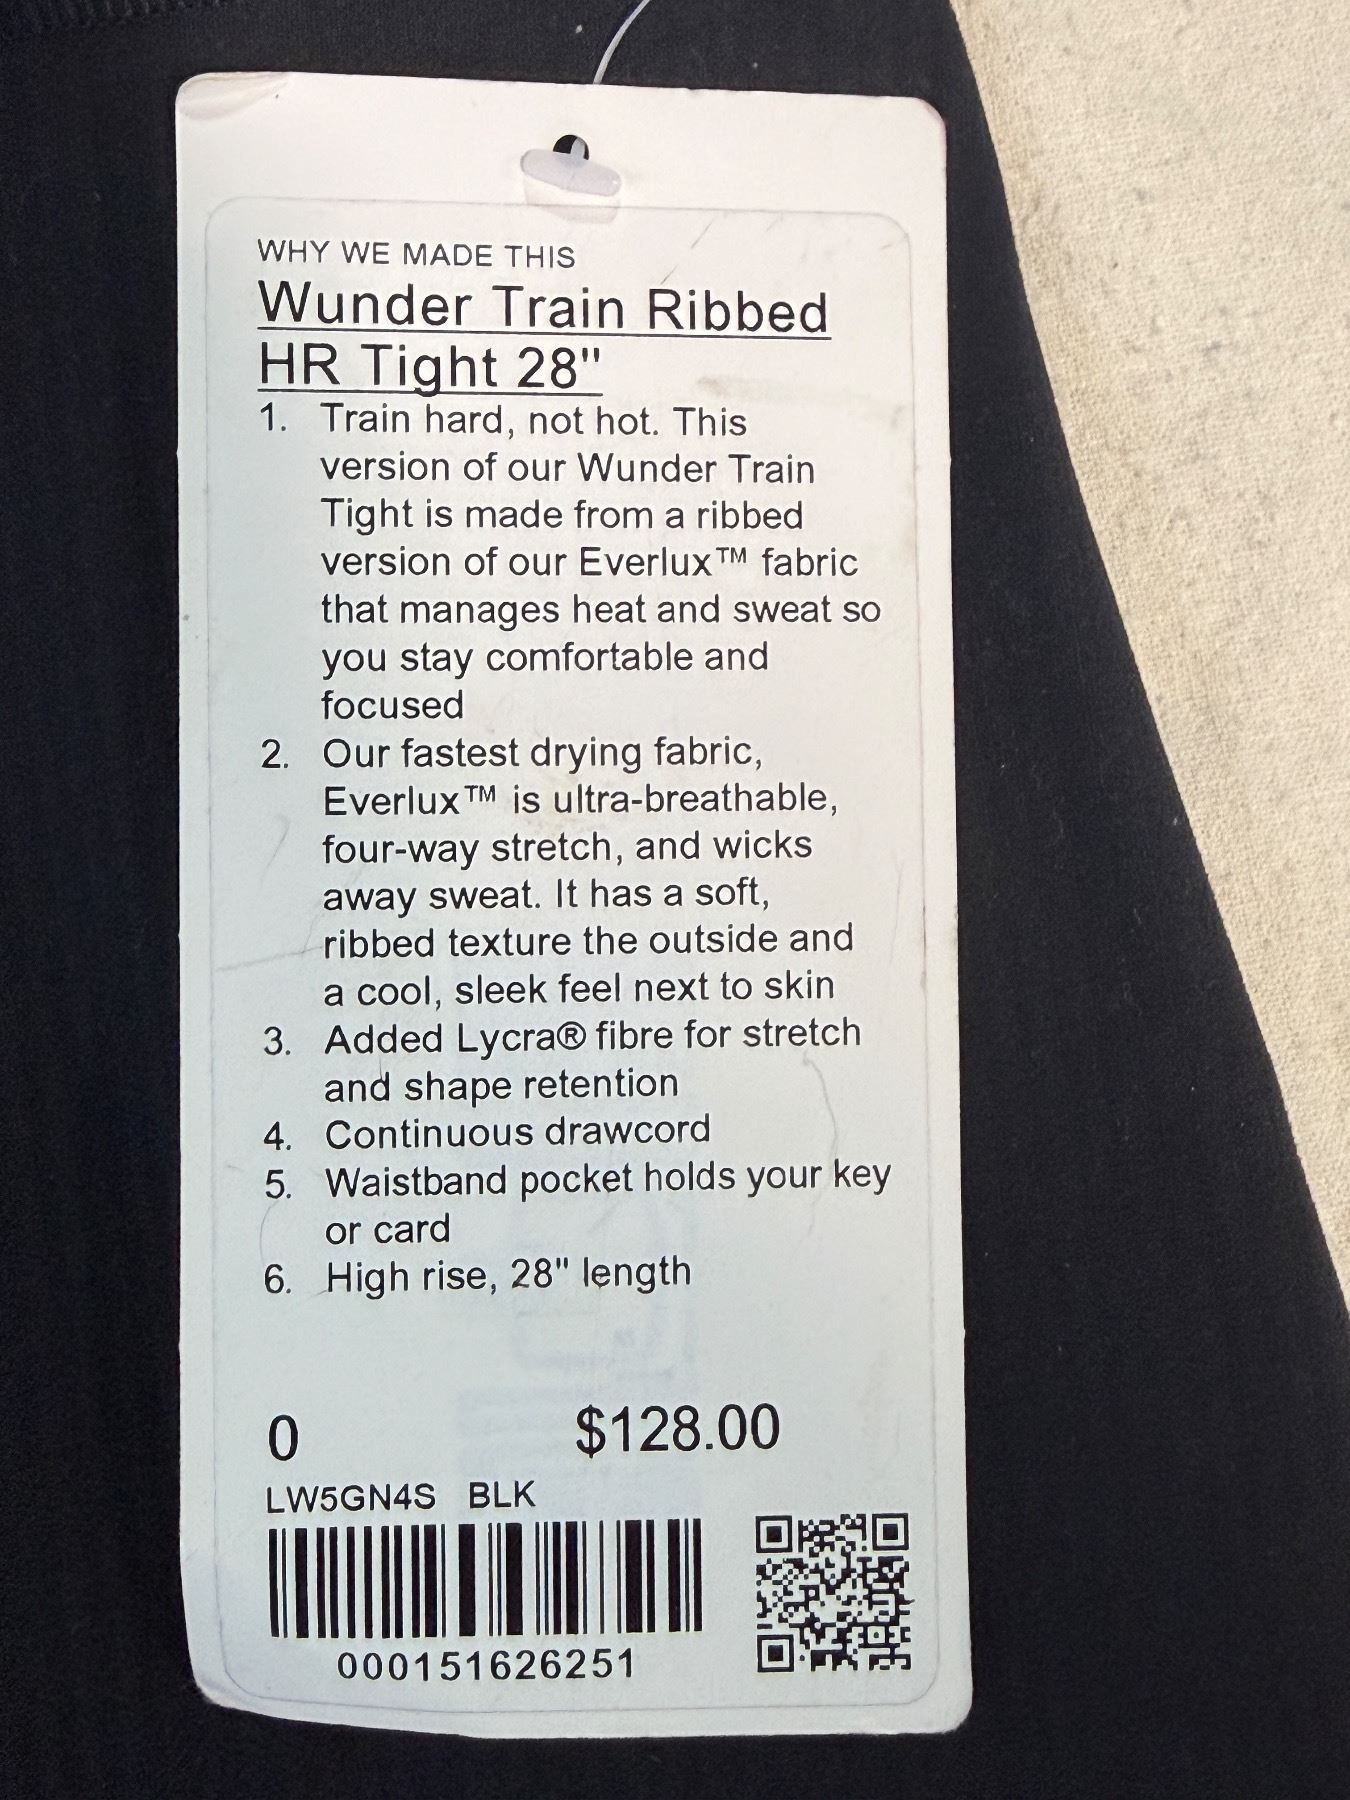 WHY WE MADE THIS
Wunder Train Ribbed
HR Tight 28"
1. Train hard, not hot. This
version of our Wunder Train
Tight is made from a ribbed
version of our Everlux™ fabric
that manages heat and sweat so
you stay comfortable and
focused
2. Our fastest drying fabric,
Everlux™ is ultra-breathable,
four-way stretch, and wicks
away sweat. It has a soft,
ribbed texture the outside and
a cool, sleek feel next to skin
3. Added Lycra® fibre for stretch
and shape retention
4. Continuous drawcord
5. Waistband pocket holds your key
or card
6. High rise, 28" length
0 $128.00
LW5GN4S BLK
000151626251